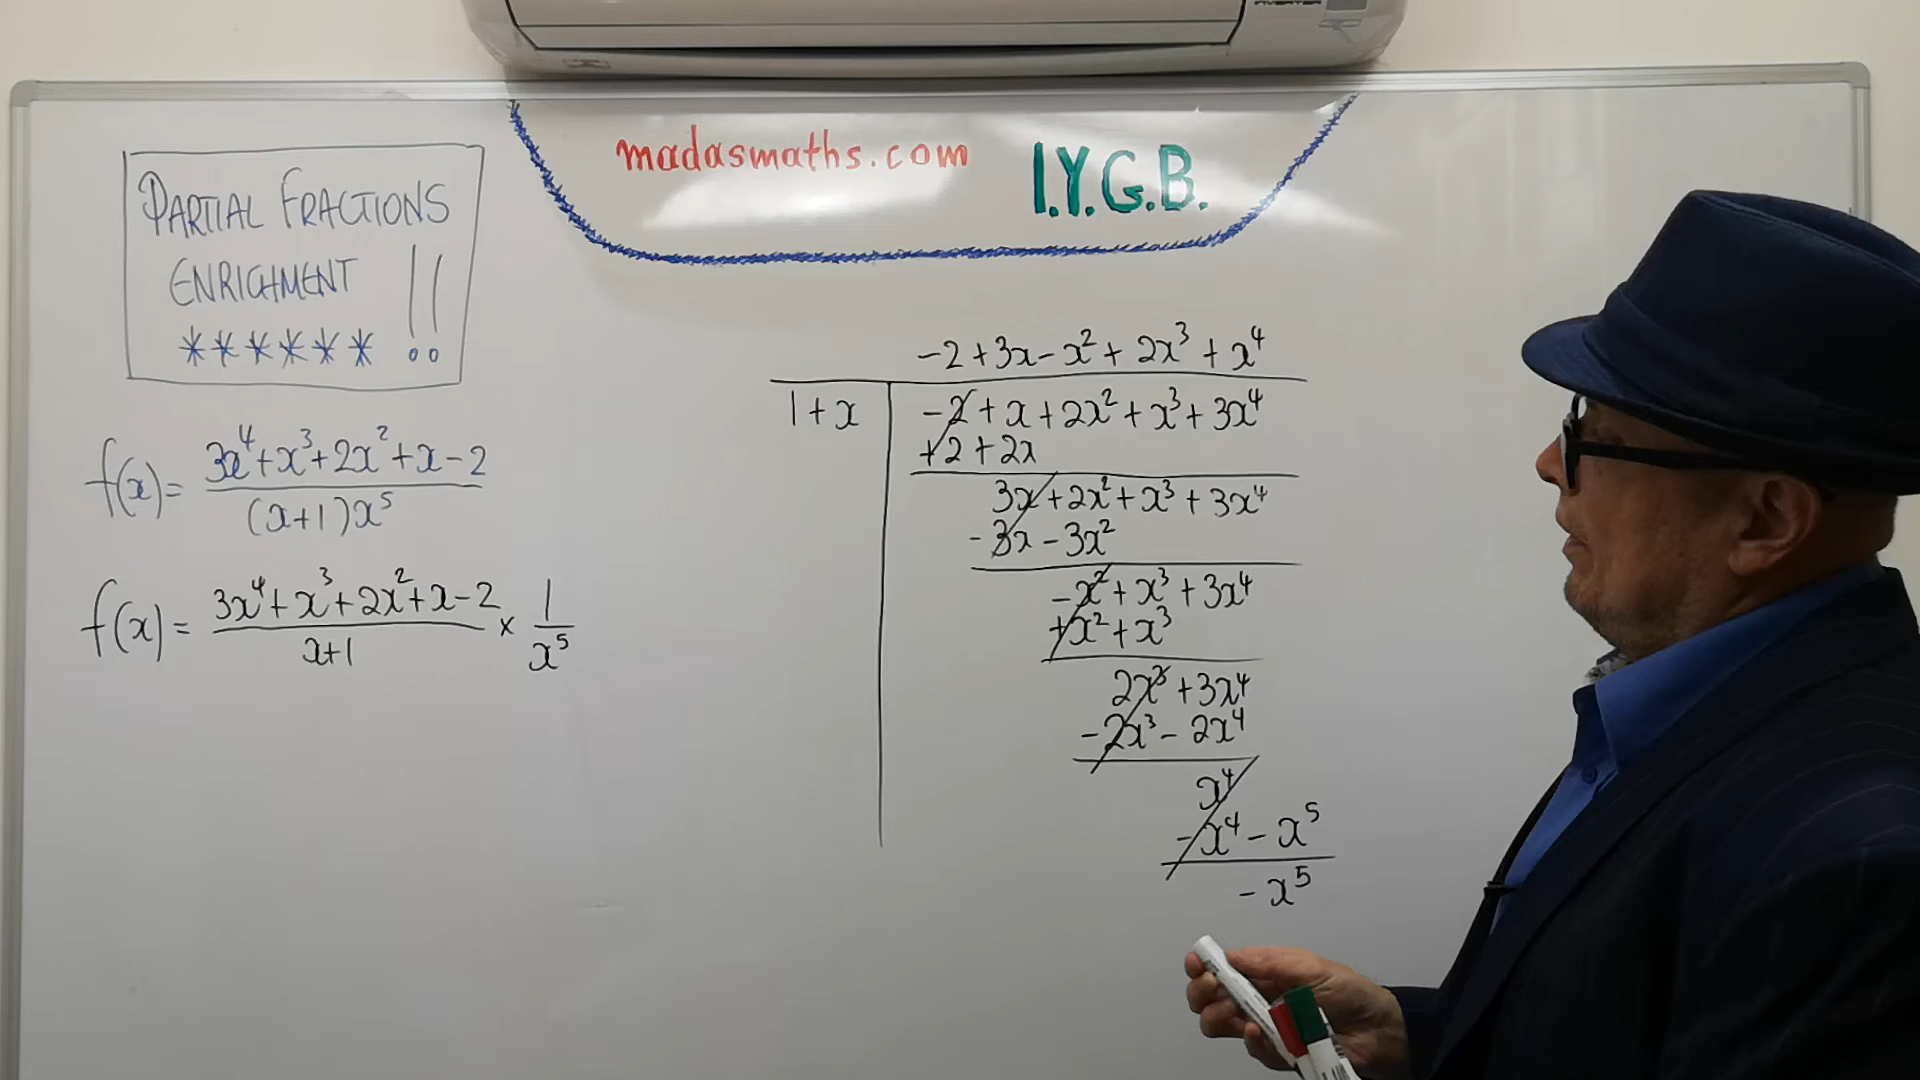 madasmaths.com I.Y.G.B.
PARTIAL FRACTIONS
ENRICHMENT !!
******
f(x) = (3x⁴+x³+2x²+x-2)/((x+1)x⁵)
f(x) = (3x⁴+x³+2x²+x-2)/(x+1) × 1/x⁵
-2+3x-x²+2x³+x⁴
1+x | -2+x+2x²+x³+3x⁴
+2+2x
3x+2x²+x³+3x⁴
-3x-3x²
-x²+x³+3x⁴
+x²+x³
2x³+3x⁴
-2x³-2x⁴
x⁴
-x⁴-x⁵
-x⁵